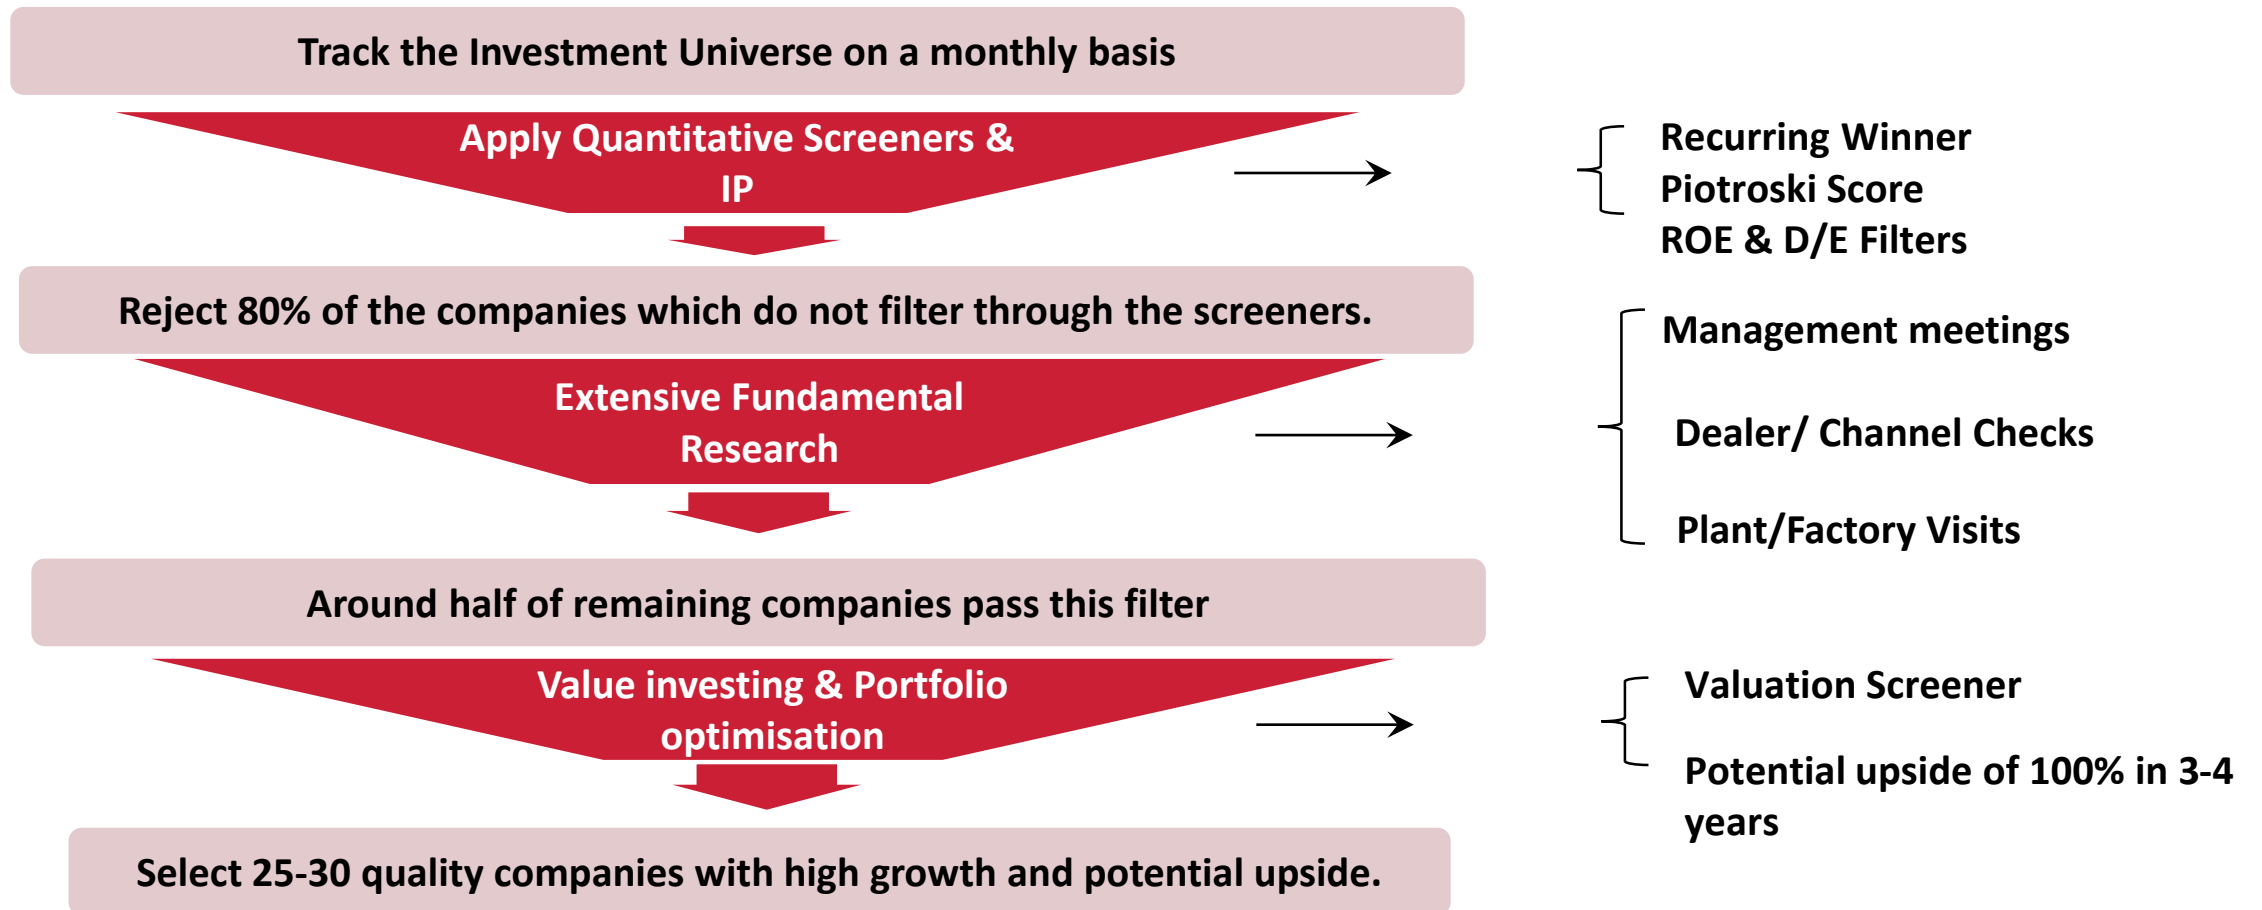 Track the Investment Universe on a monthly basis
Apply Quantitative Screeners &
IP
Recurring Winner
Piotroski Score
ROE & D/E Filters
Reject 80% of the companies which do not filter through the screeners.
Extensive Fundamental
Research
Management meetings
Dealer/ Channel Checks
Plant/Factory Visits
Around half of remaining companies pass this filter
Value investing & Portfolio
optimisation
Valuation Screener
Potential upside of 100% in 3-4
years
Select 25-30 quality companies with high growth and potential upside.